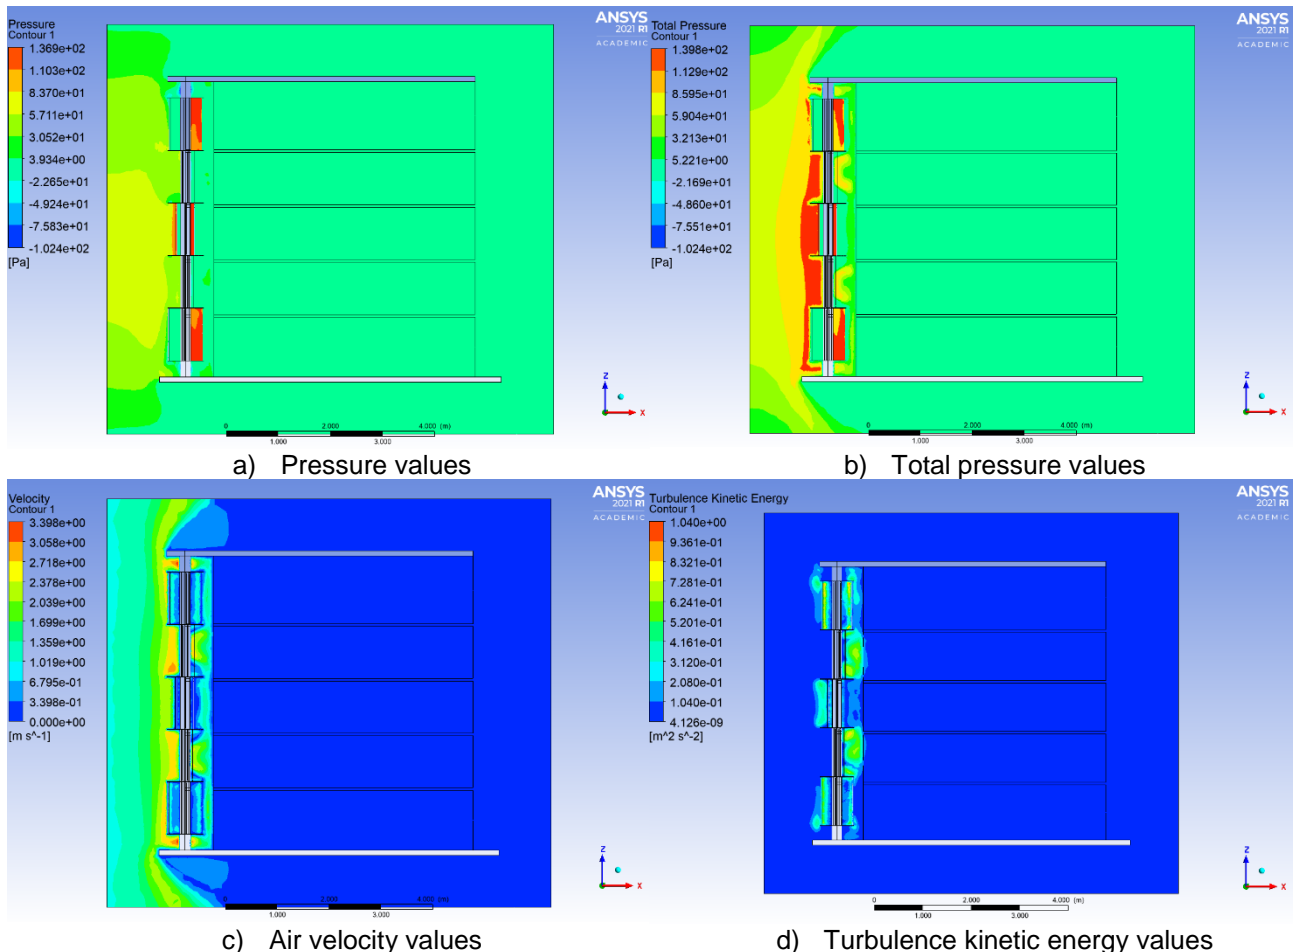 Pressure
Contour 1
1.369e+02
1.103e+02
8.370e+01
5.711e+01
3.052e+01
3.934e+00
-2.265e+01
-4.924e+01
-7.583e+01
-1.024e+02
[Pa]
ANSYS
2021 R1
ACADEMIC
Z
X
0
2.000
4.000 (m)
1.000
3.000
a) Pressure values
Total Pressure
Contour 1
1.398e+02
1.129e+02
8.595e+01
5.904e+01
3.213e+01
5.221e+00
-2.169e+01
-4.860e+01
-7.551e+01
-1.024e+02
[Pa]
ANSYS
2021 R1
ACADEMIC
Z
X
0
2.000
4.000 (m)
1.000
3.000
b) Total pressure values
Velocity
Contour 1
3.398e+00
3.058e+00
2.718e+00
2.378e+00
2.039e+00
1.699e+00
1.359e+00
1.019e+00
6.795e-01
3.398e-01
0.000e+00
[m s^-1]
ANSYS
2021 R1
ACADEMIC
Z
X
0
2.000
4.000 (m)
1.000
3.000
c) Air velocity values
Turbulence Kinetic Energy
Contour 1
1.040e+00
9.361e-01
8.321e-01
7.281e-01
6.241e-01
5.201e-01
4.161e-01
3.120e-01
2.080e-01
1.040e-01
4.126e-09
[m^2 s^-2]
ANSYS
2021 R1
ACADEMIC
Z
X
0
2.000
4.000 (m)
1.000
3.000
d) Turbulence kinetic energy values